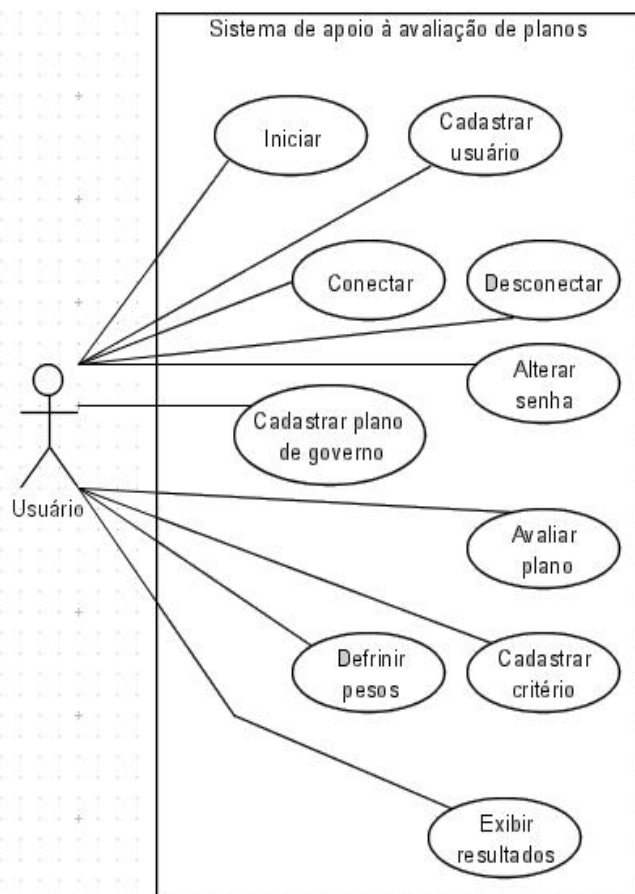 Sistema de apoio à avaliação de planos
Iniciar
Cadastrar
usuário
Conectar
Desconectar
Alterar
senha
Cadastrar plano
de governo
Usuário
Avaliar
plano
Defrinir
pesos
Cadastrar
critério
Exibir
resultados